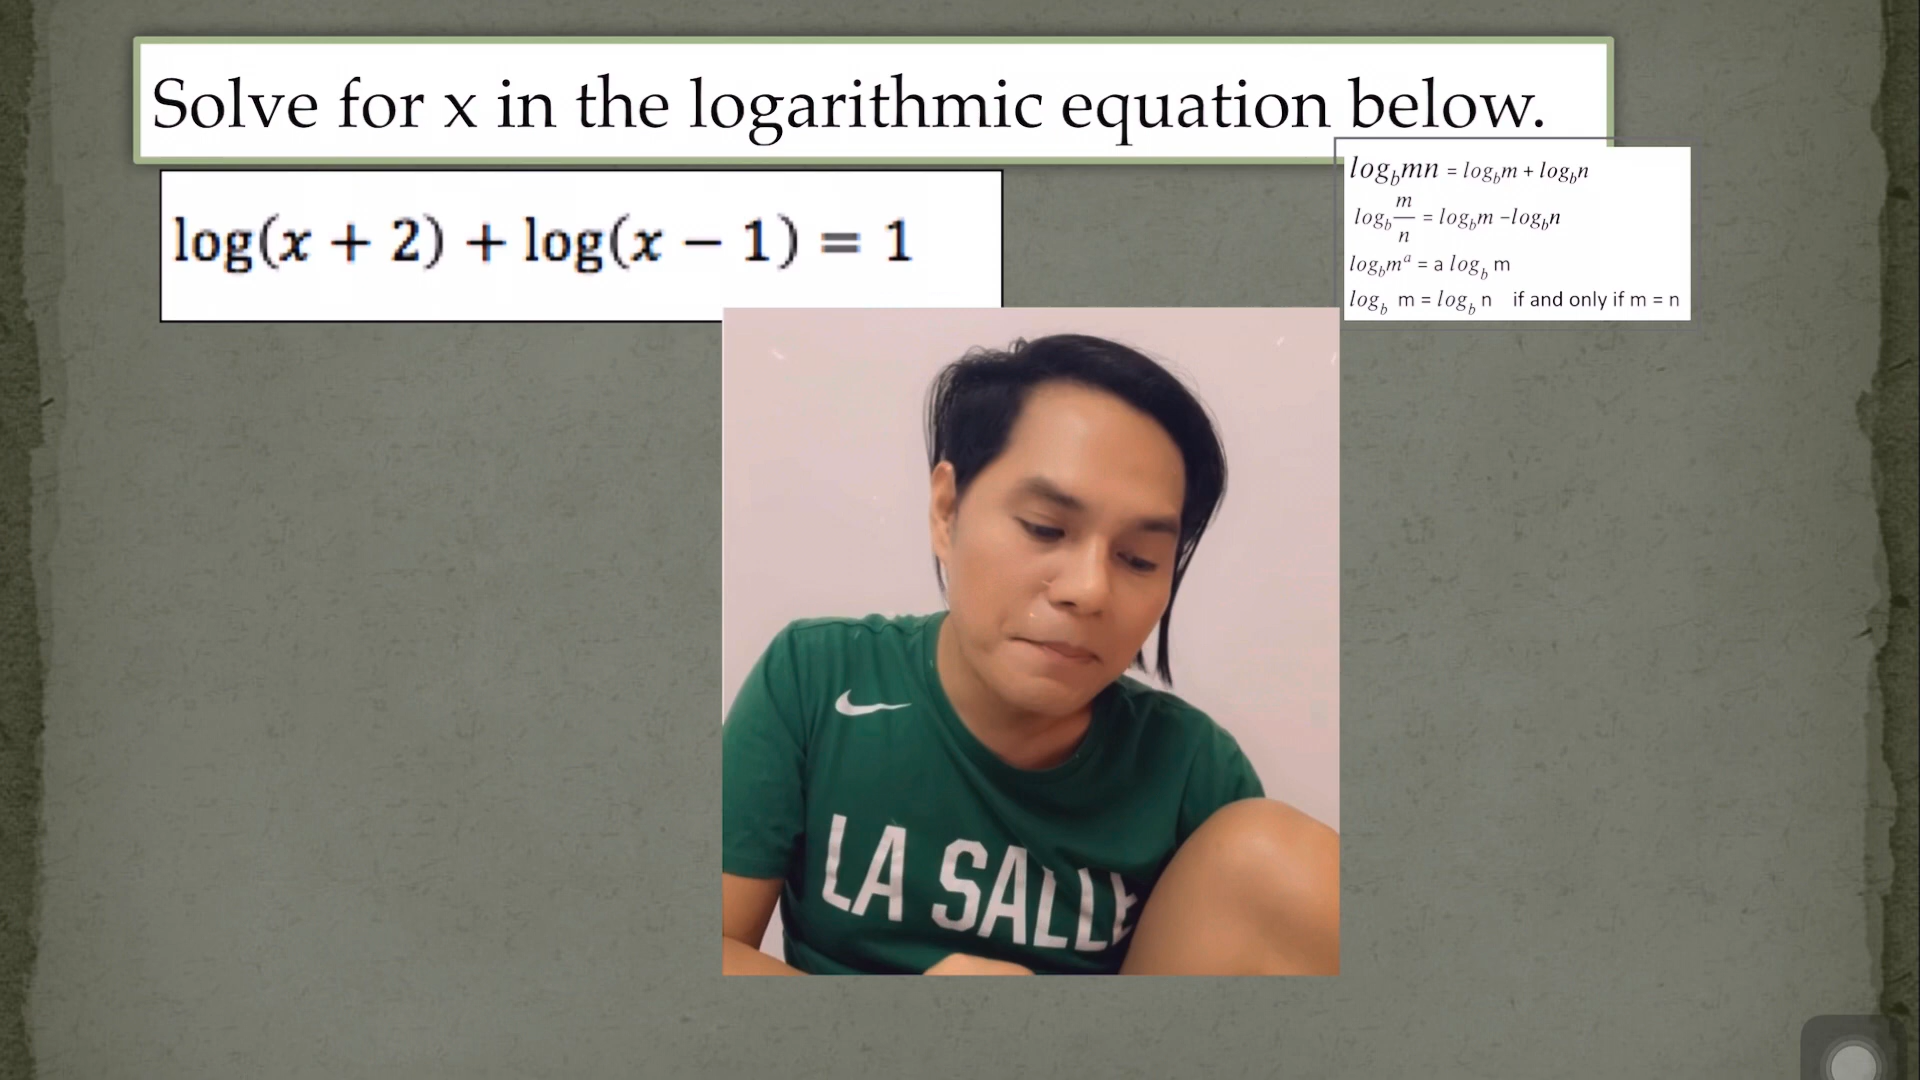 Solve for x in the logarithmic equation below.
log(x + 2) + log(x − 1) = 1
log_b mn = log_b m + log_b n
log_b m/n = log_b m − log_b n
log_b m^a = a log_b m
log_b m = log_b n if and only if m = n
LA SALLE